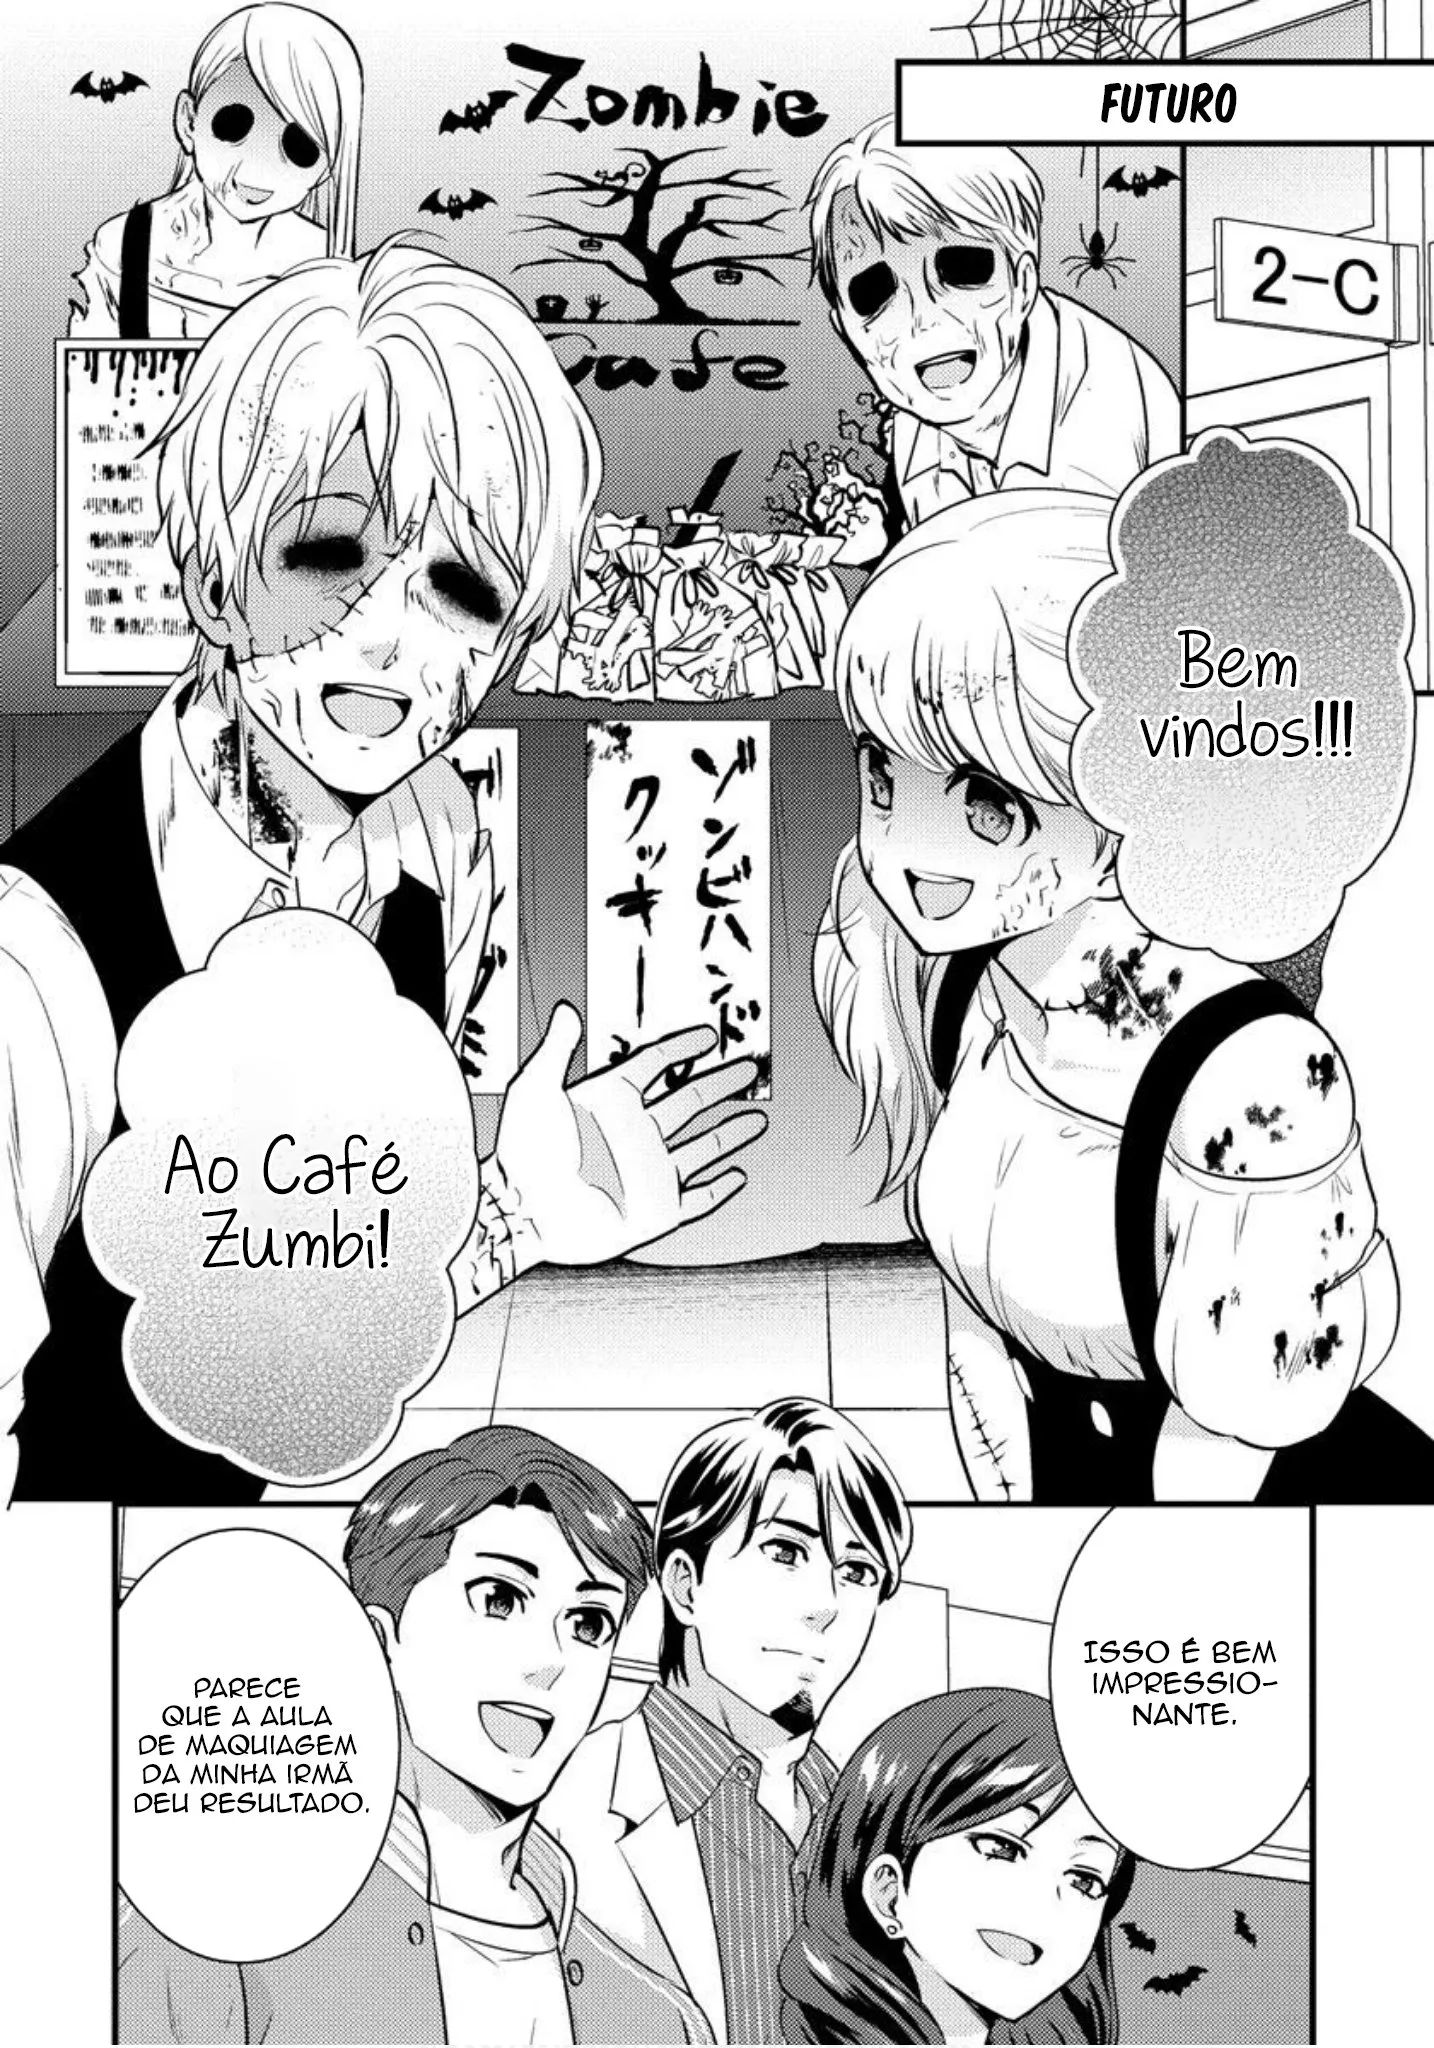 FUTURO
Zombie
Cafe
2-C
Bem
vindos!!!
ゾンビハンド
クッキー
Ao Café
Zumbi!
ISSO É BEM
IMPRESSIO-
NANTE.
PARECE
QUE A AULA
DE MAQUIAGEM
DA MINHA IRMÃ
DEU RESULTADO.